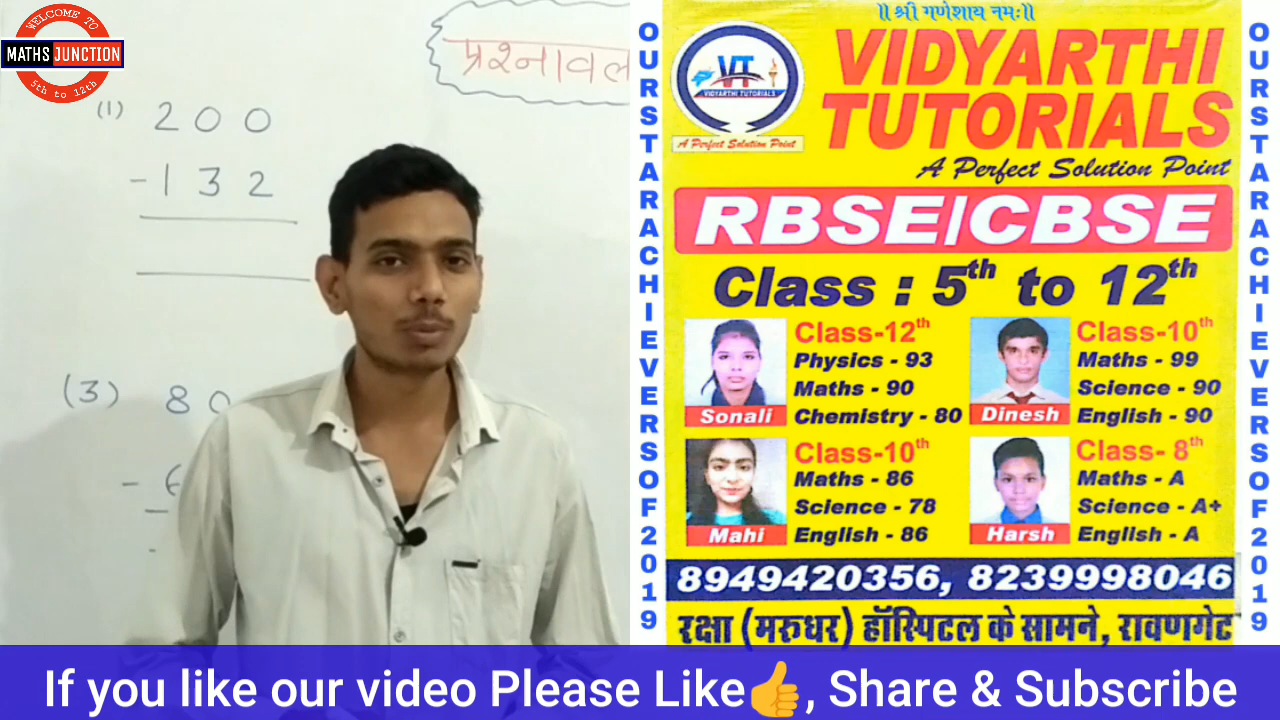 WELCOME TO
MATHS JUNCTION
5th to 12th
(1) 200
-132
(3) 80
- 6
॥ श्री गणेशाय नमः॥
VT
VIDYARTHI TUTORIALS
A Perfect Solution Point
VIDYARTHI
TUTORIALS
A Perfect Solution Point
RBSE/CBSE
Class : 5th to 12th
Class-12th
Physics - 93
Maths - 90
Chemistry - 80
Sonali
Class-10th
Maths - 99
Science - 90
English - 90
Dinesh
Class-10th
Maths - 86
Science - 78
English - 86
Mahi
Class- 8th
Maths - A
Science - A+
English - A
Harsh
8949420356, 8239998046
रक्षा (मरुधर) हॉस्पिटल के सामने, रावणगेट
OUR STAR ACHIEVERS OF 2019
OUR STAR ACHIEVERS OF 2019
If you like our video Please Like👍, Share & Subscribe